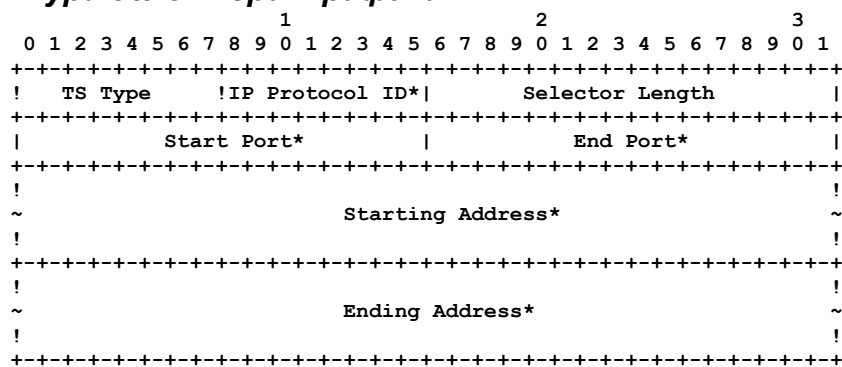 1                   2                   3
 0 1 2 3 4 5 6 7 8 9 0 1 2 3 4 5 6 7 8 9 0 1 2 3 4 5 6 7 8 9 0 1
+-+-+-+-+-+-+-+-+-+-+-+-+-+-+-+-+-+-+-+-+-+-+-+-+-+-+-+-+-+-+-+-+
!   TS Type     !IP Protocol ID*|       Selector Length         |
+-+-+-+-+-+-+-+-+-+-+-+-+-+-+-+-+-+-+-+-+-+-+-+-+-+-+-+-+-+-+-+-+
|           Start Port*         |           End Port*           |
+-+-+-+-+-+-+-+-+-+-+-+-+-+-+-+-+-+-+-+-+-+-+-+-+-+-+-+-+-+-+-+-+
!                                                               !
~                         Starting Address*                     ~
!                                                               !
+-+-+-+-+-+-+-+-+-+-+-+-+-+-+-+-+-+-+-+-+-+-+-+-+-+-+-+-+-+-+-+-+
!                                                               !
~                         Ending Address*                       ~
!                                                               !
+-+-+-+-+-+-+-+-+-+-+-+-+-+-+-+-+-+-+-+-+-+-+-+-+-+-+-+-+-+-+-+-+